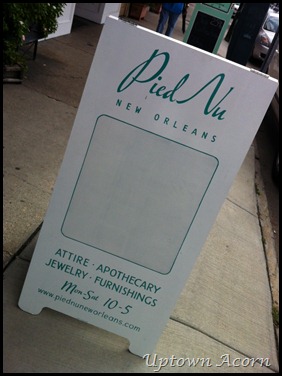 Pied Nu
NEW ORLEANS
ATTIRE · APOTHECARY
JEWELRY · FURNISHINGS
Mon-Sat 10-5
www.piednuneworleans.com
Uptown Acorn